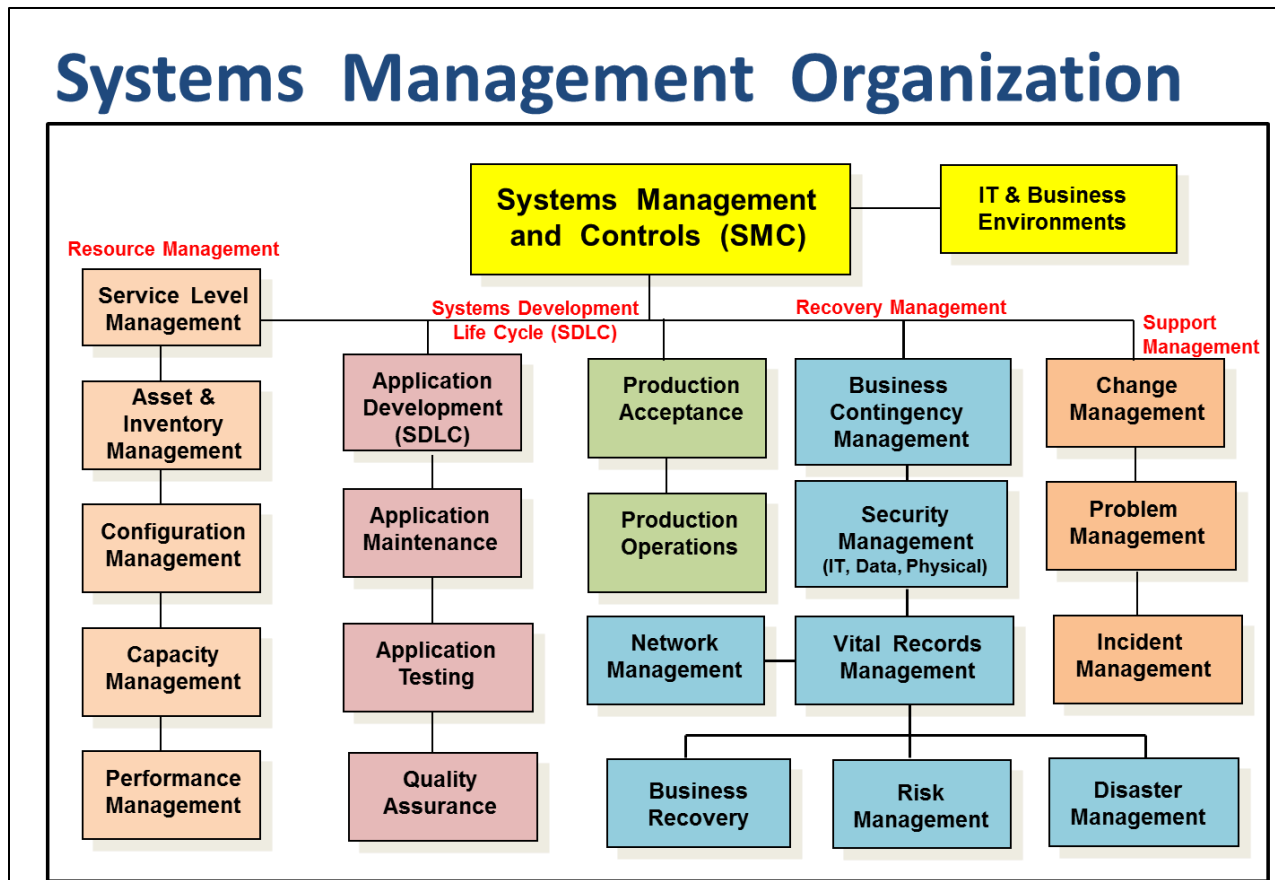 Systems Management Organization
Systems Management
and Controls (SMC)
IT & Business
Environments
Resource Management
Service Level
Management
Asset &
Inventory
Management
Configuration
Management
Capacity
Management
Performance
Management
Systems Development
Life Cycle (SDLC)
Application
Development
(SDLC)
Application
Maintenance
Application
Testing
Quality
Assurance
Production
Acceptance
Production
Operations
Recovery Management
Business
Contingency
Management
Security
Management
(IT, Data, Physical)
Network
Management
Vital Records
Management
Business
Recovery
Risk
Management
Disaster
Management
Support
Management
Change
Management
Problem
Management
Incident
Management